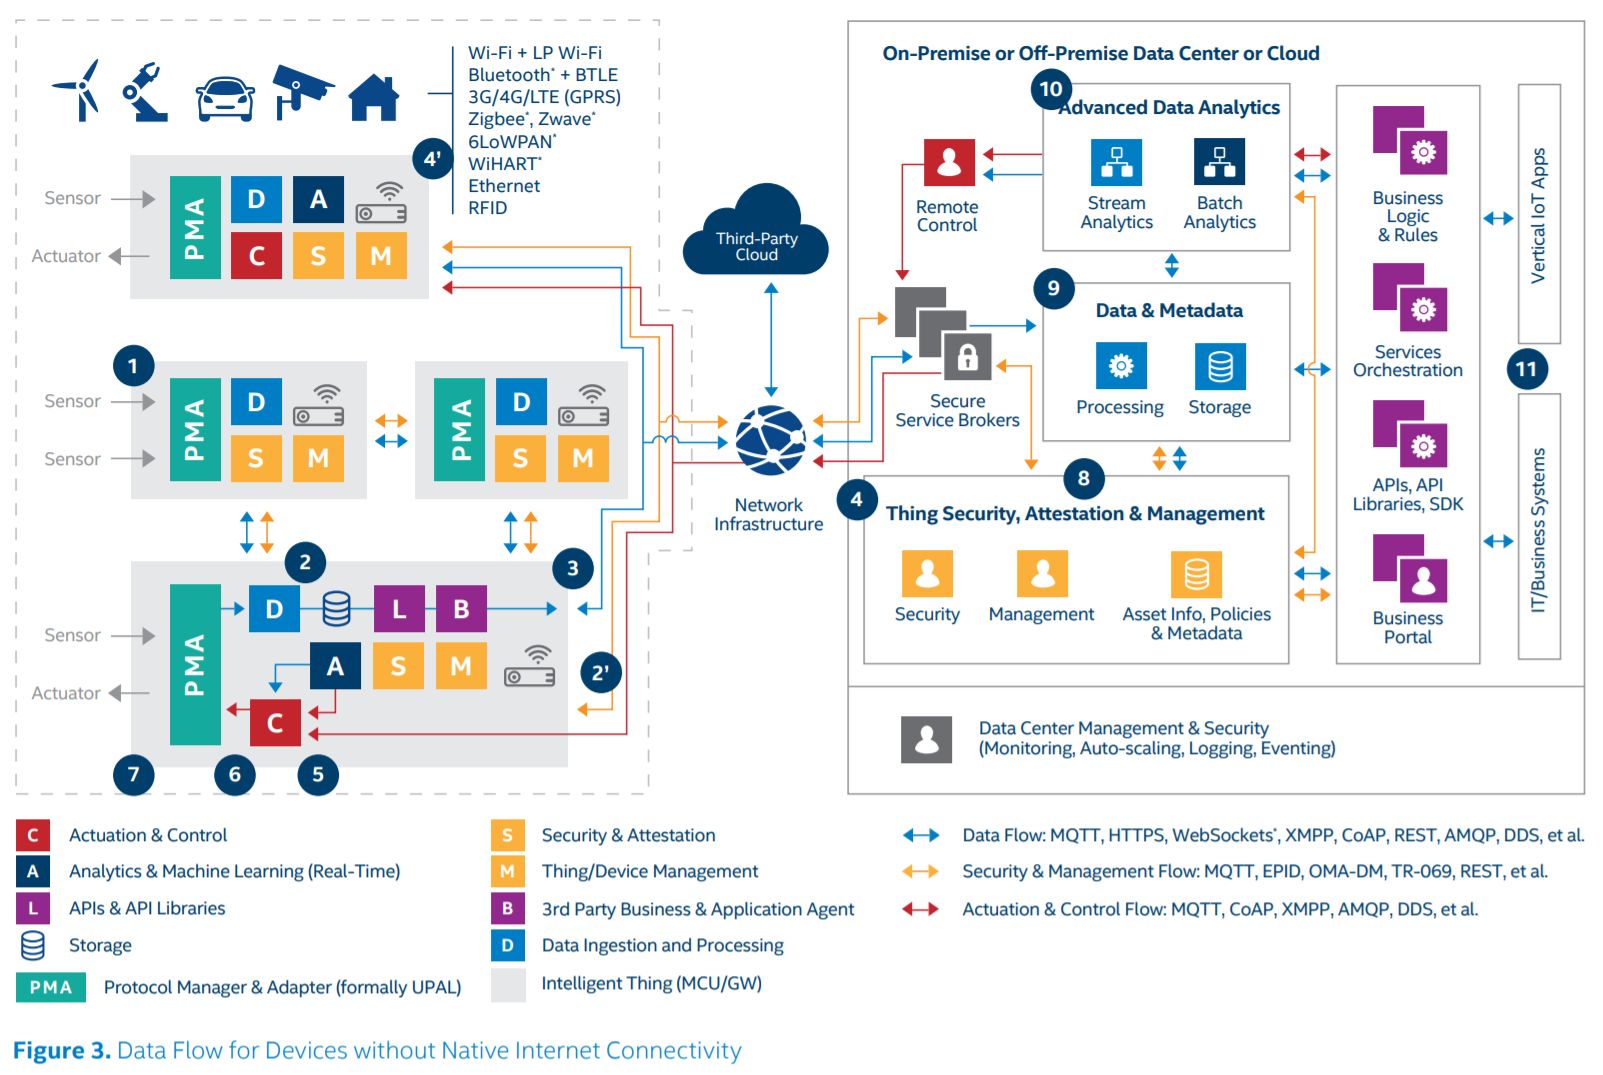 Wi-Fi + LP Wi-Fi
Bluetooth* + BTLE
3G/4G/LTE (GPRS)
Zigbee*, Zwave*
6LoWPAN*
WiHART*
Ethernet
RFID
4'
Sensor
Actuator
PMA
D
A
C
S
M
1
Sensor
Sensor
PMA
D
S
M
PMA
D
S
M
2
3
Sensor
Actuator
PMA
D
L
B
A
S
M
C
2'
7
6
5
Third-Party
Cloud
Network
Infrastructure
On-Premise or Off-Premise Data Center or Cloud
10
Advanced Data Analytics
Stream
Analytics
Batch
Analytics
Remote
Control
9
Data & Metadata
Processing
Storage
Secure
Service Brokers
4
8
Thing Security, Attestation & Management
Security
Management
Asset Info, Policies
& Metadata
Business
Logic
& Rules
Services
Orchestration
APIs, API
Libraries, SDK
Business
Portal
Vertical IoT Apps
11
IT/Business Systems
Data Center Management & Security
(Monitoring, Auto-scaling, Logging, Eventing)
C Actuation & Control
A Analytics & Machine Learning (Real-Time)
L APIs & API Libraries
Storage
PMA Protocol Manager & Adapter (formally UPAL)
S Security & Attestation
M Thing/Device Management
B 3rd Party Business & Application Agent
D Data Ingestion and Processing
Intelligent Thing (MCU/GW)
Data Flow: MQTT, HTTPS, WebSockets*, XMPP, CoAP, REST, AMQP, DDS, et al.
Security & Management Flow: MQTT, EPID, OMA-DM, TR-069, REST, et al.
Actuation & Control Flow: MQTT, CoAP, XMPP, AMQP, DDS, et al.
Figure 3. Data Flow for Devices without Native Internet Connectivity